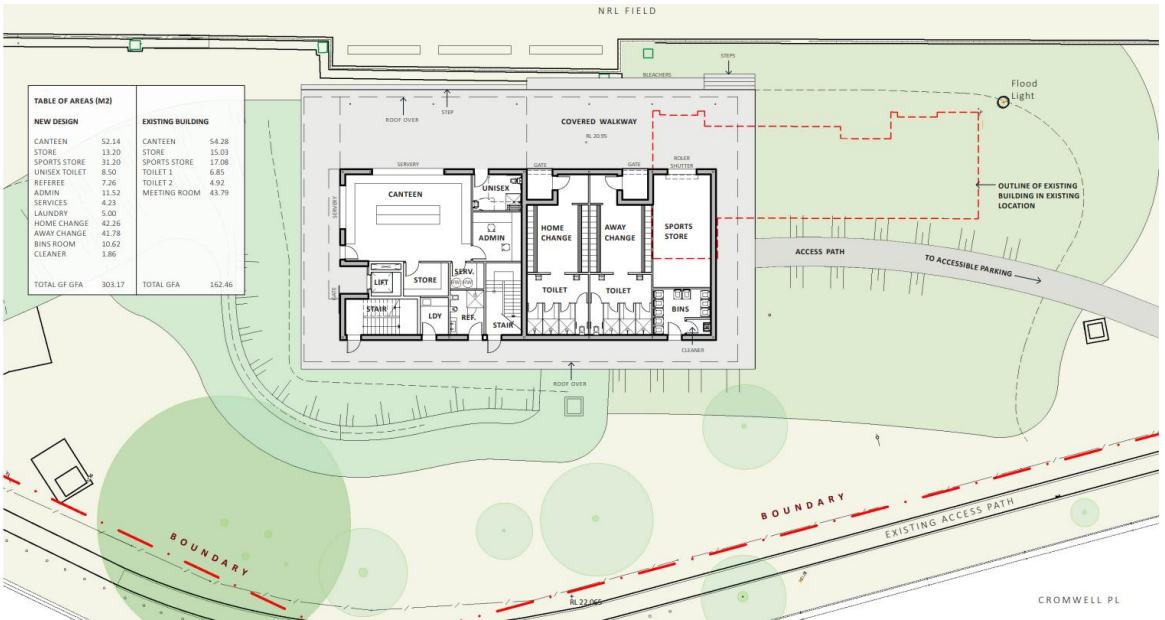 NRL FIELD
STEPS
BLEACHERS
Flood
Light
TABLE OF AREAS (M2)
NEW DESIGN
CANTEEN 52.14
STORE 13.20
SPORTS STORE 31.20
UNISEX TOILET 8.50
REFEREE 7.26
ADMIN 11.52
SERVICES 4.23
LAUNDRY 5.00
HOME CHANGE 42.26
AWAY CHANGE 41.78
BINS ROOM 10.62
CLEANER 1.86
TOTAL GF GFA 303.17
EXISTING BUILDING
CANTEEN 54.28
STORE 15.03
SPORTS STORE 17.08
TOILET 1 6.85
TOILET 2 4.92
MEETING ROOM 43.79
TOTAL GFA 162.46
ROOF OVER
STEP
COVERED WALKWAY
RL 20.95
SERVERY
GATE
GATE
ROLER
SHUTTER
SERVERY
CANTEEN
UNISEX
ADMIN
HOME
CHANGE
AWAY
CHANGE
SPORTS
STORE
OUTLINE OF EXISTING
BUILDING IN EXISTING
LOCATION
ACCESS PATH
TO ACCESSIBLE PARKING
GATE
LIFT
STORE
SERV.
HW HW
TOILET
TOILET
STAIR
LDY
REF.
STAIR
BINS
CLEANER
ROOF OVER
BOUNDARY
BOUNDARY
EXISTING ACCESS PATH
RL 22.065
CROMWELL PL